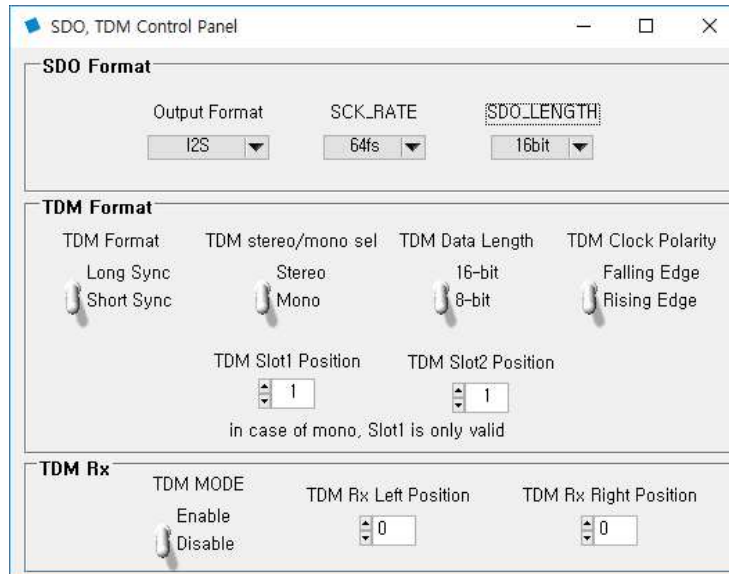 SDO, TDM Control Panel
SDO Format
Output Format SCK_RATE SDO_LENGTH
I2S 64fs 16bit
TDM Format
TDM Format TDM stereo/mono sel TDM Data Length TDM Clock Polarity
Long Sync Stereo 16-bit Falling Edge
Short Sync Mono 8-bit Rising Edge
TDM Slot1 Position TDM Slot2 Position
1 1
in case of mono, Slot1 is only valid
TDM Rx
TDM MODE TDM Rx Left Position TDM Rx Right Position
Enable
0 0
Disable